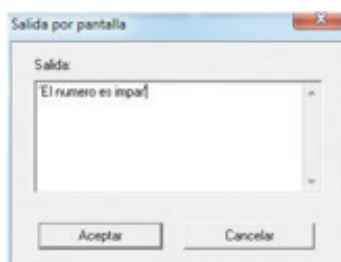 Salida por pantalla
Salida:
'El numero es impar'
Aceptar
Cancelar